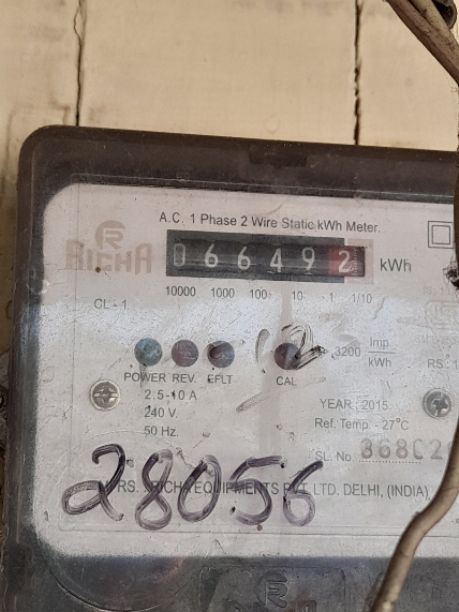 A.C. 1 Phase 2 Wire Static kWh Meter.
R
RICHA
066492 kWh
10000 1000 100 10 1 1/10
CL - 1
3200 Imp/kWh
POWER REV. EFLT CAL
2.5-10 A
240 V.
50 Hz.
YEAR : 2015
Ref. Temp. - 27°C
SL. No.
28056
RICHA EQUIPMENTS PVT. LTD. DELHI, (INDIA)